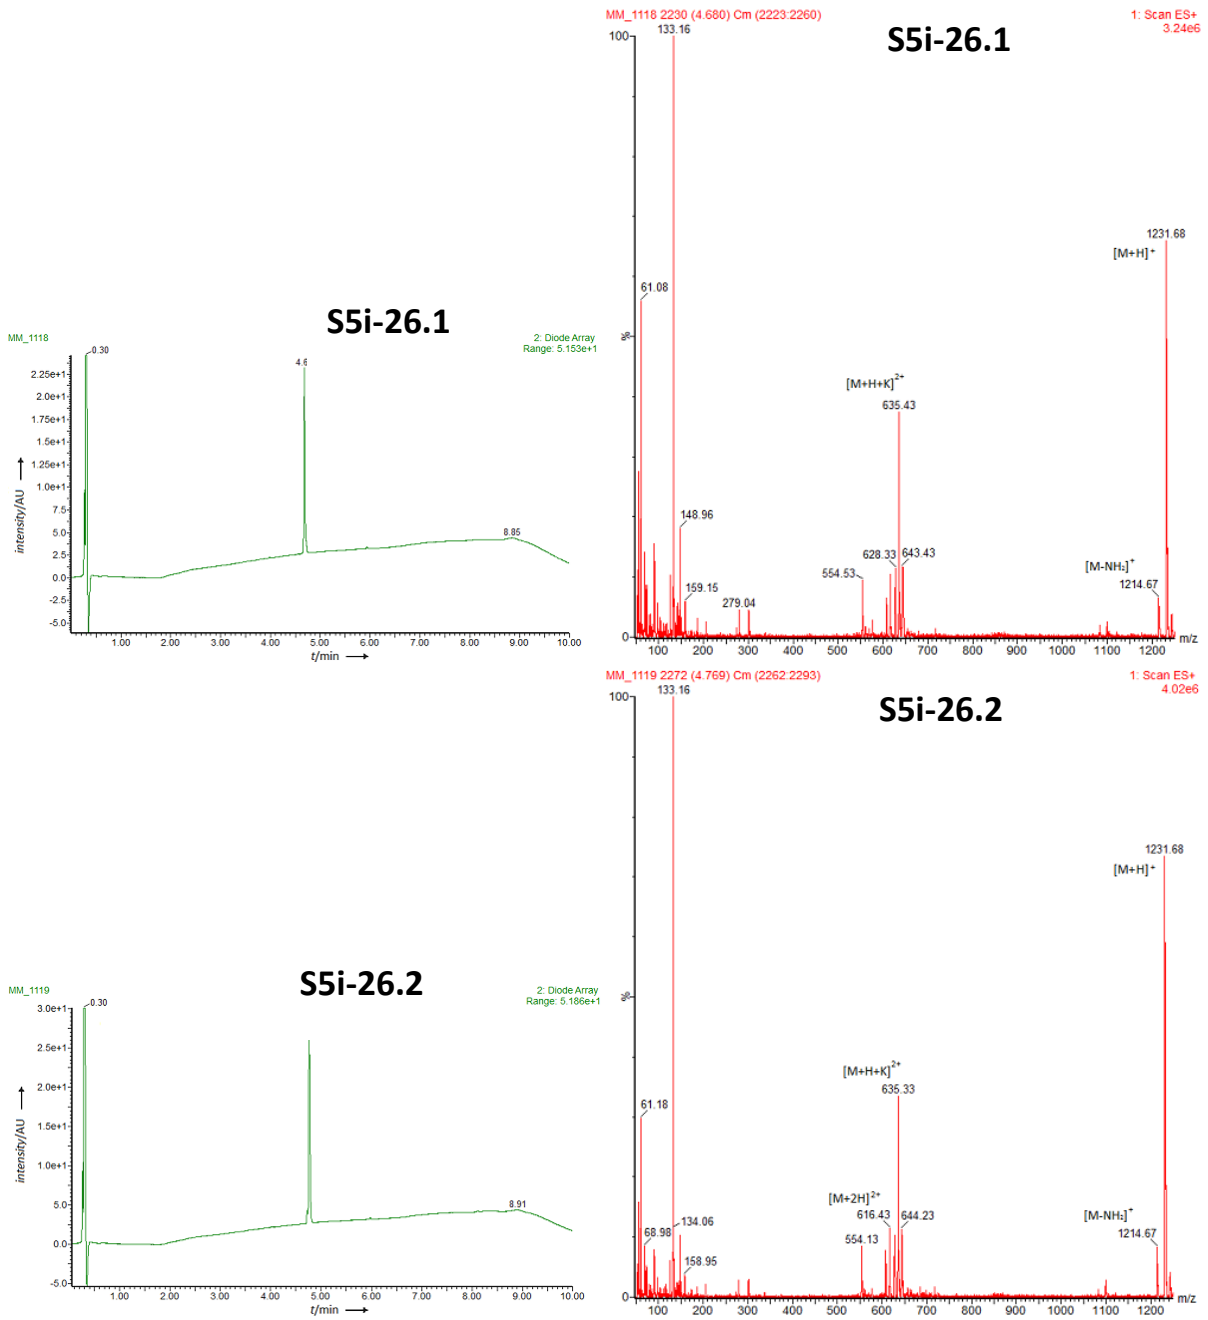 MM_1118 2230 (4.680) Cm (2223:2260)
1: Scan ES+
3.24e6
S5i-26.1
100
133.16
1231.68
[M+H]⁺
61.08
%
[M+H+K]²⁺
635.43
148.96
628.33
643.43
554.53
[M-NH₂]⁺
1214.67
159.15
279.04
0
100 200 300 400 500 600 700 800 900 1000 1100 1200 m/z
S5i-26.1
MM_1118
2: Diode Array
Range: 5.153e+1
0.30
4.6
2.25e+1
2.0e+1
1.75e+1
1.5e+1
1.25e+1
1.0e+1
7.5
5.0
2.5
0.0
-2.5
-5.0
8.85
intensity/AU
1.00 2.00 3.00 4.00 5.00 6.00 7.00 8.00 9.00 10.00
t/min
MM_1119 2272 (4.769) Cm (2262:2293)
1: Scan ES+
4.02e6
S5i-26.2
100
133.16
1231.68
[M+H]⁺
%
[M+H+K]²⁺
635.33
61.18
[M+2H]²⁺
616.43
644.23
134.06
68.98
554.13
158.95
[M-NH₂]⁺
1214.67
0
100 200 300 400 500 600 700 800 900 1000 1100 1200 m/z
S5i-26.2
MM_1119
2: Diode Array
Range: 5.186e+1
0.30
3.0e+1
2.5e+1
2.0e+1
1.5e+1
1.0e+1
5.0
0.0
-5.0
8.91
intensity/AU
1.00 2.00 3.00 4.00 5.00 6.00 7.00 8.00 9.00 10.00
t/min